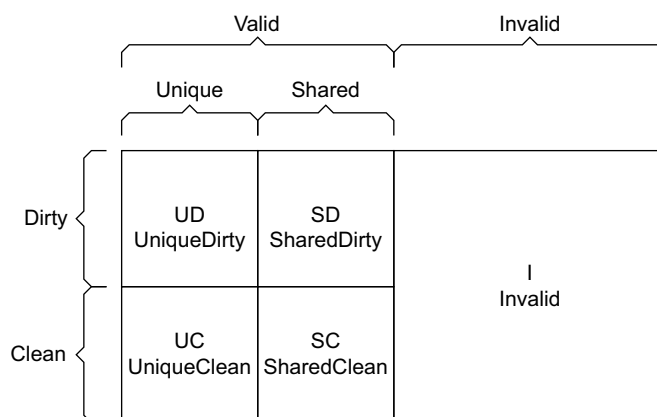 Valid
Invalid
Unique
Shared
Dirty
UD
UniqueDirty
SD
SharedDirty
I
Invalid
Clean
UC
UniqueClean
SC
SharedClean